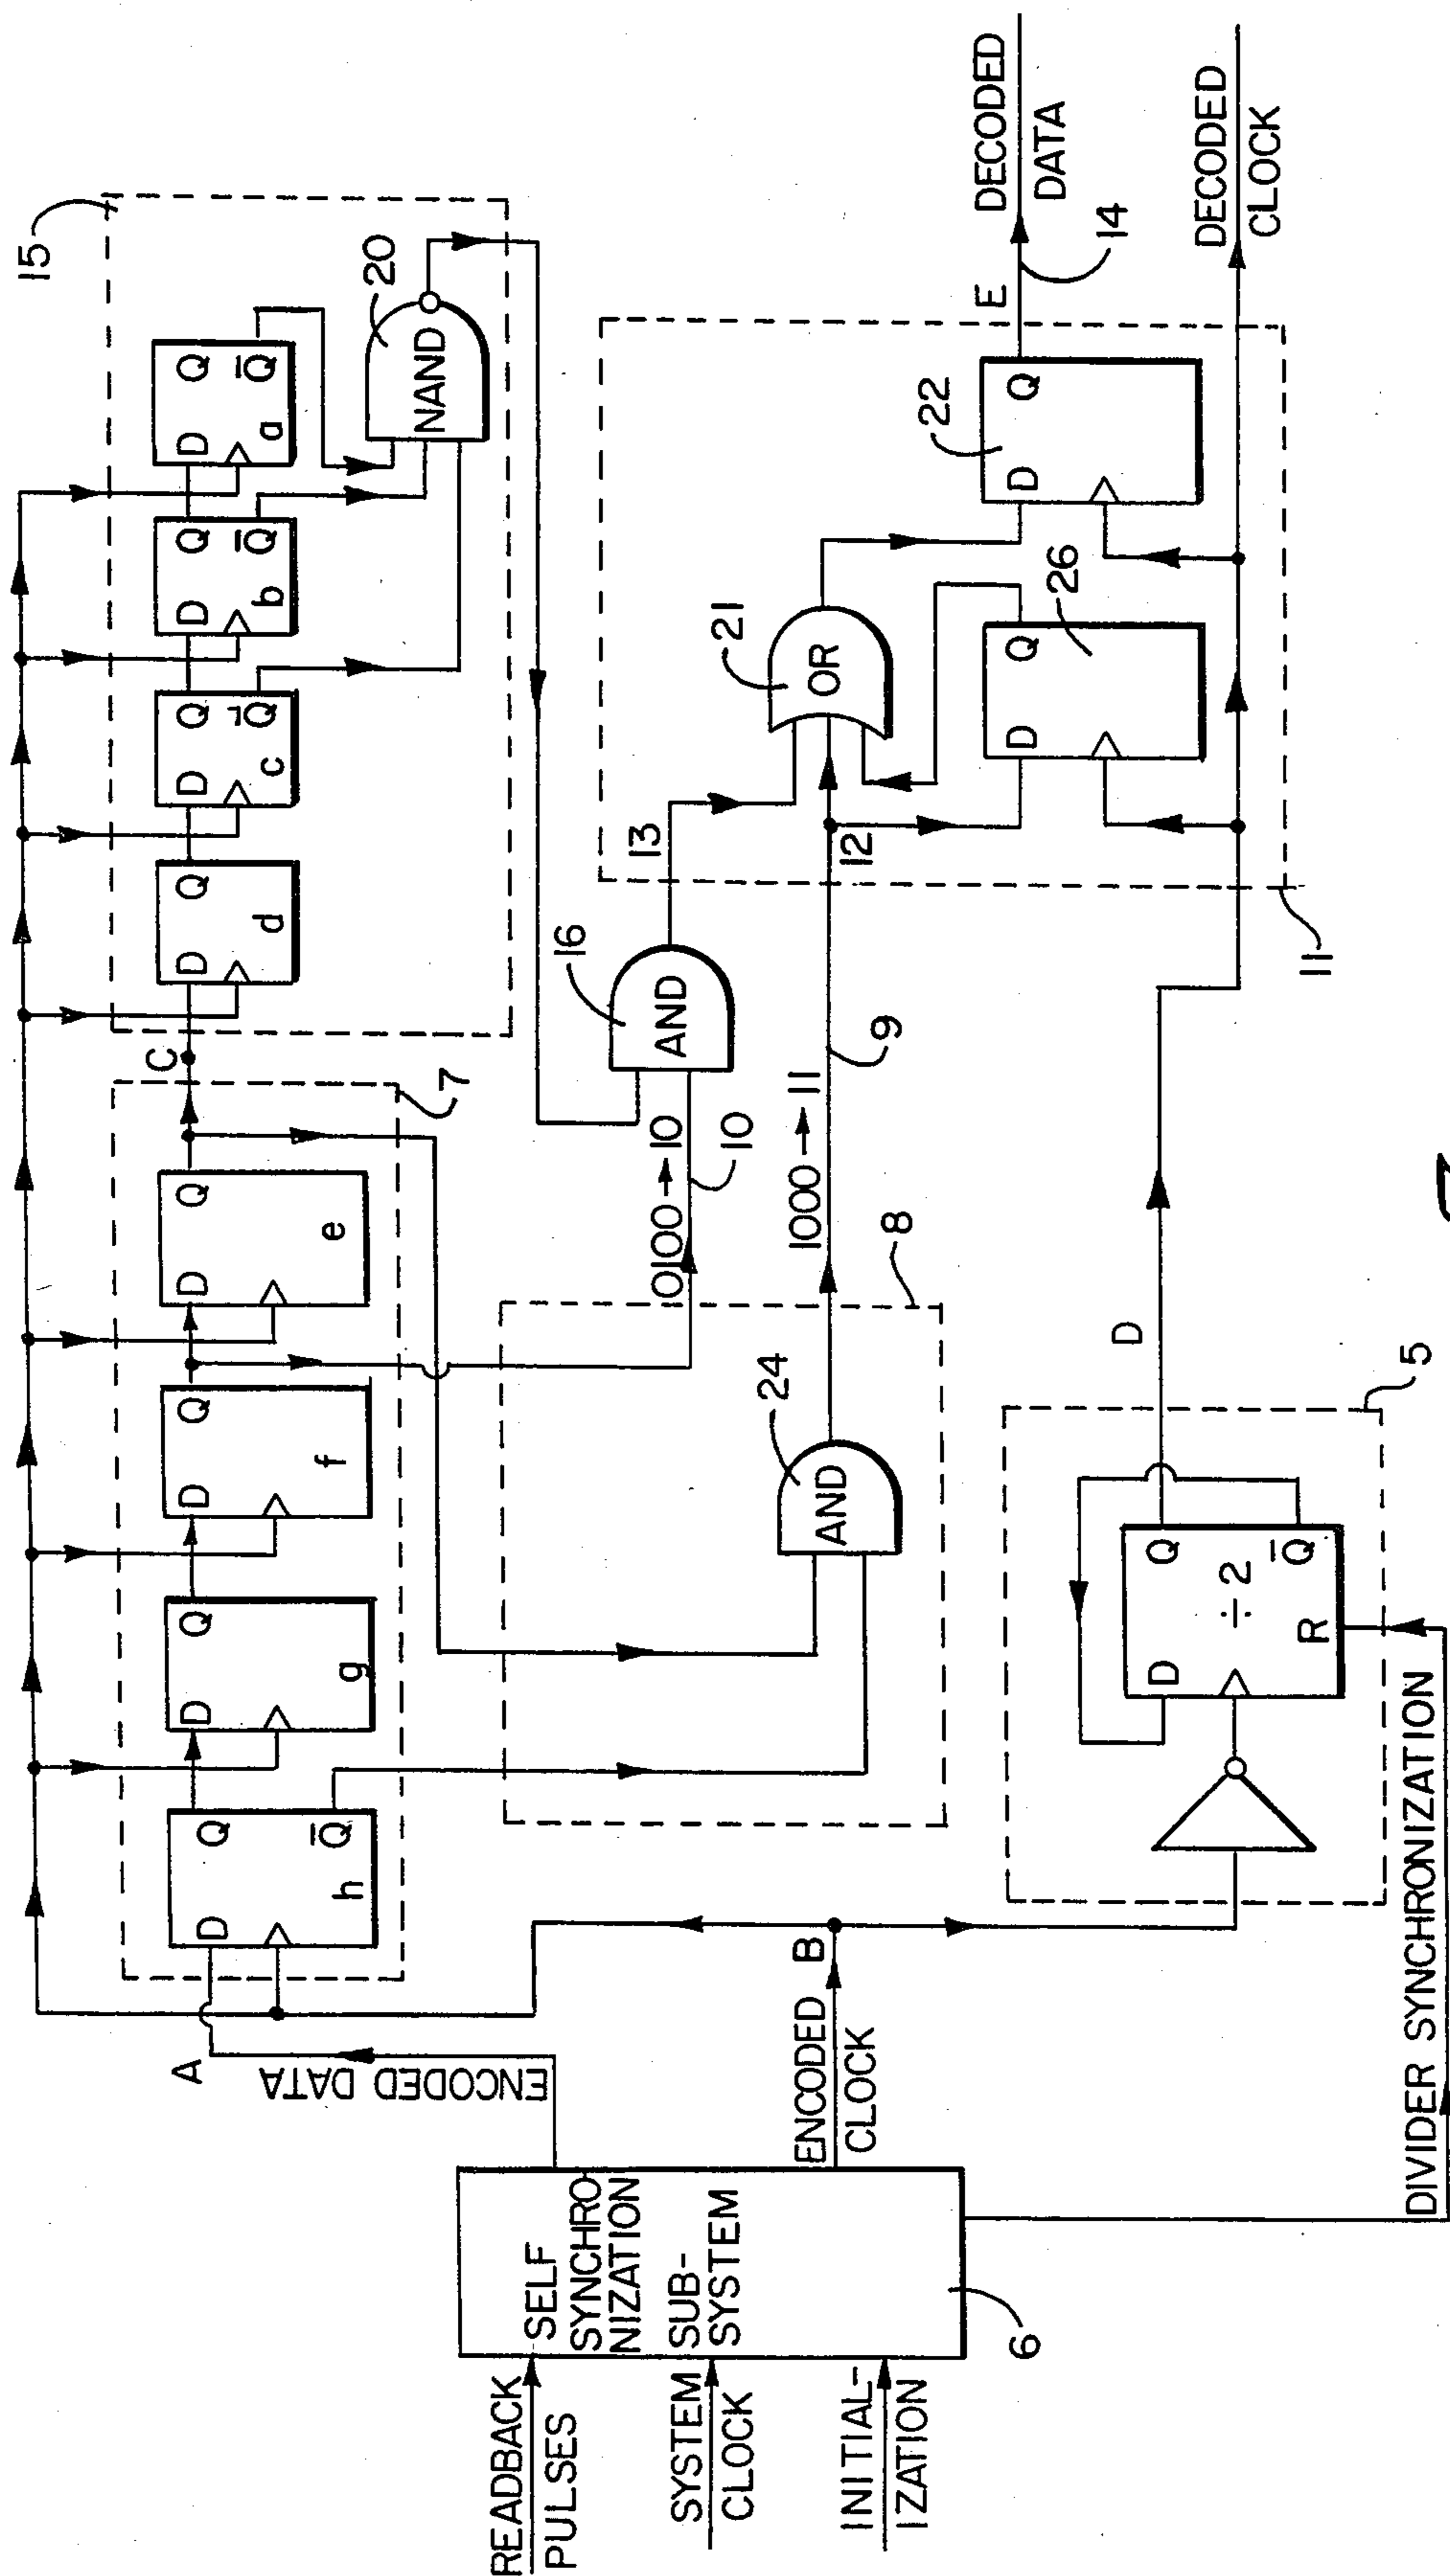 READBACK
PULSES
SYSTEM
CLOCK
INITIAL-
IZATION
SELF
SYNCHRO
NIZATION
SUB-
SYSTEM
6
A
ENCODED DATA
ENCODED
CLOCK
B
DIVIDER SYNCHRONIZATION
D
Q
Q̅
h
D
Q
g
D
Q
f
D
Q
e
7
C
D
Q
d
D
Q
Q̅
c
D
Q
Q̅
b
D
Q
Q̅
a
15
NAND
20
AND
24
8
0100→10
10
1000→11
9
AND
16
13
12
OR
21
D
Q
26
D
Q
22
11
E
14
DECODED
DATA
DECODED
CLOCK
D
Q
÷2
Q̅
R
5
D